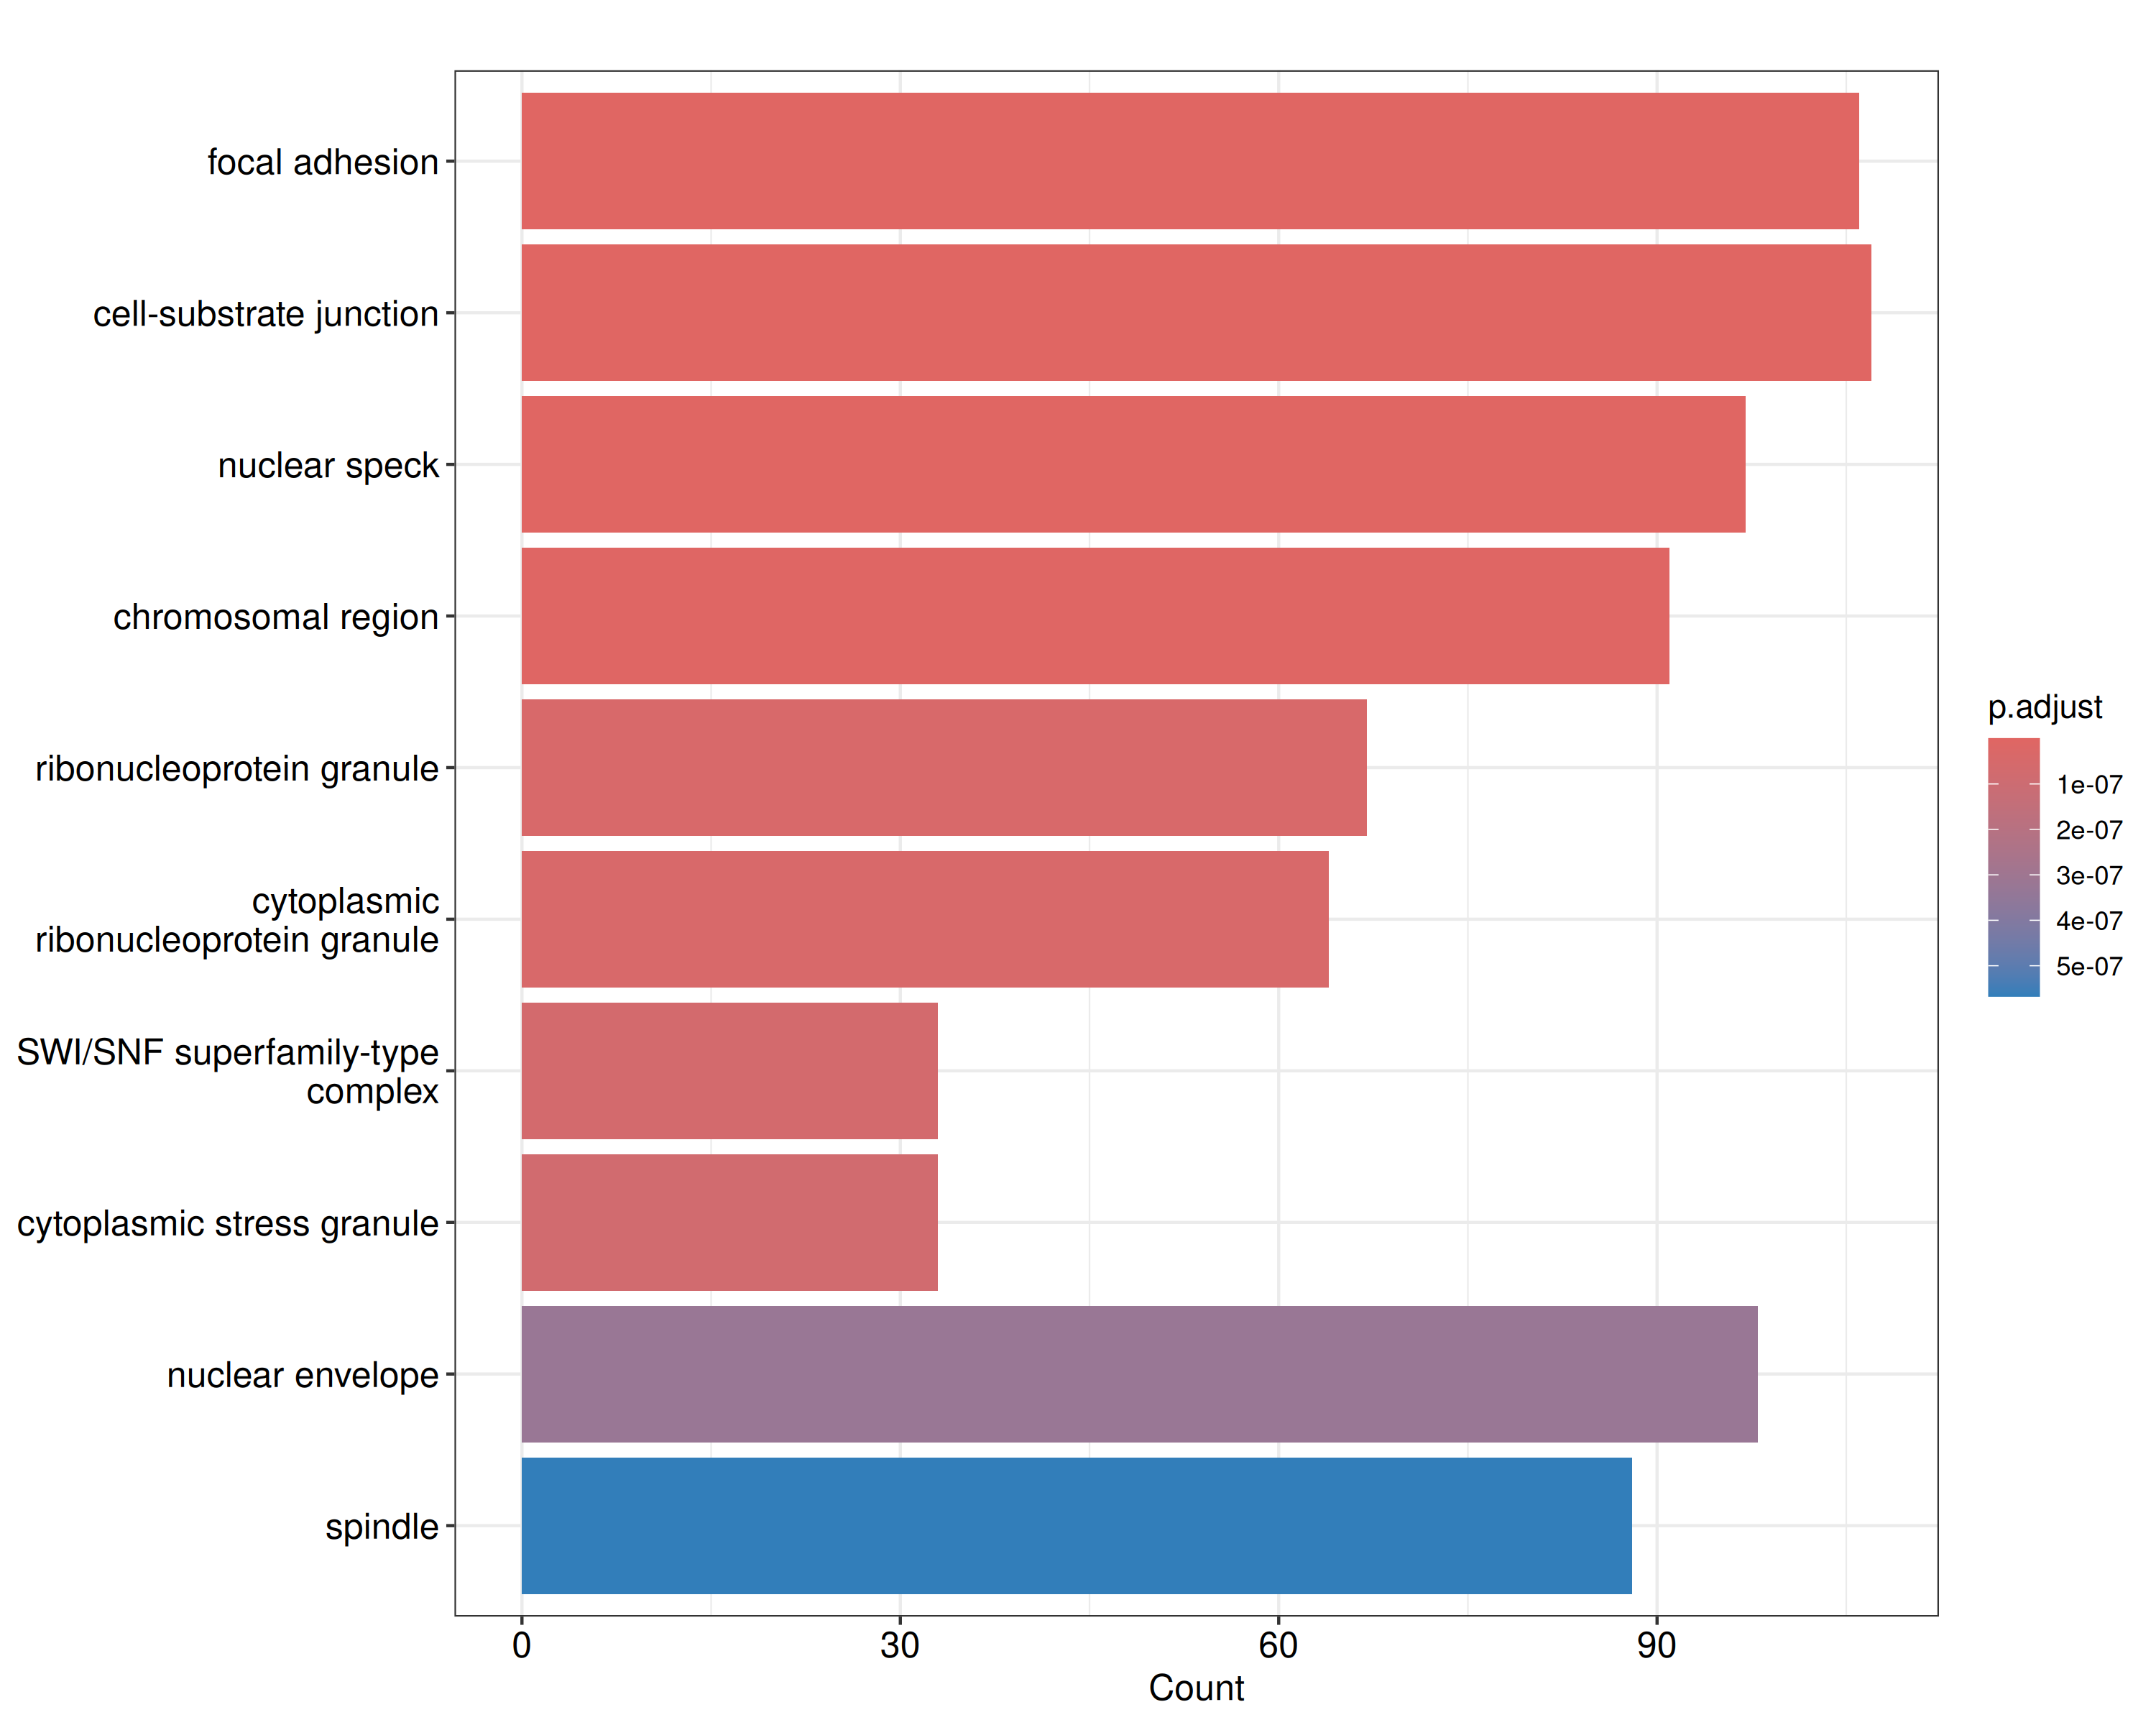 focal adhesion
cell-substrate junction
nuclear speck
chromosomal region
ribonucleoprotein granule
cytoplasmic
ribonucleoprotein granule
SWI/SNF superfamily-type
complex
cytoplasmic stress granule
nuclear envelope
spindle
0 30 60 90
Count
p.adjust
1e-07
2e-07
3e-07
4e-07
5e-07